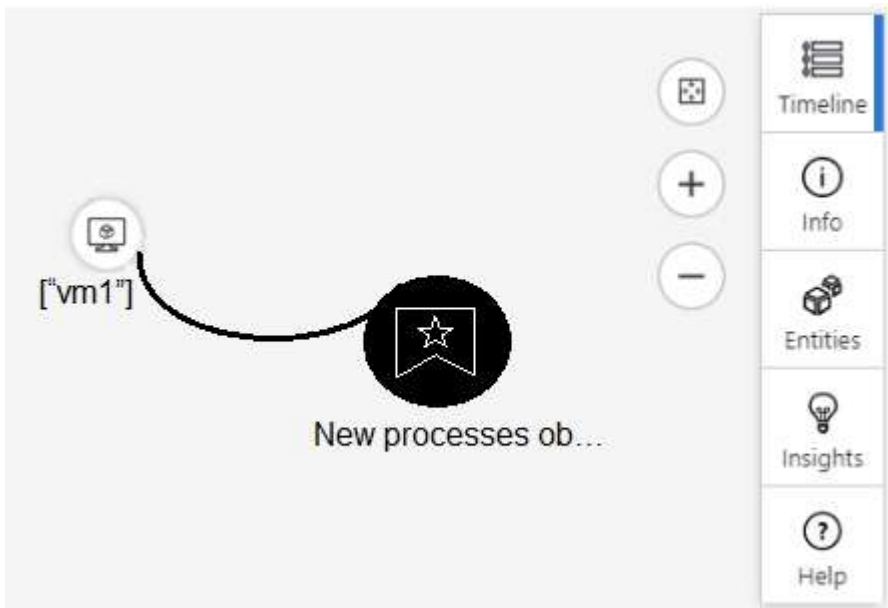 Timeline
Info
["vm1"]
Entities
New processes ob...
Insights
Help